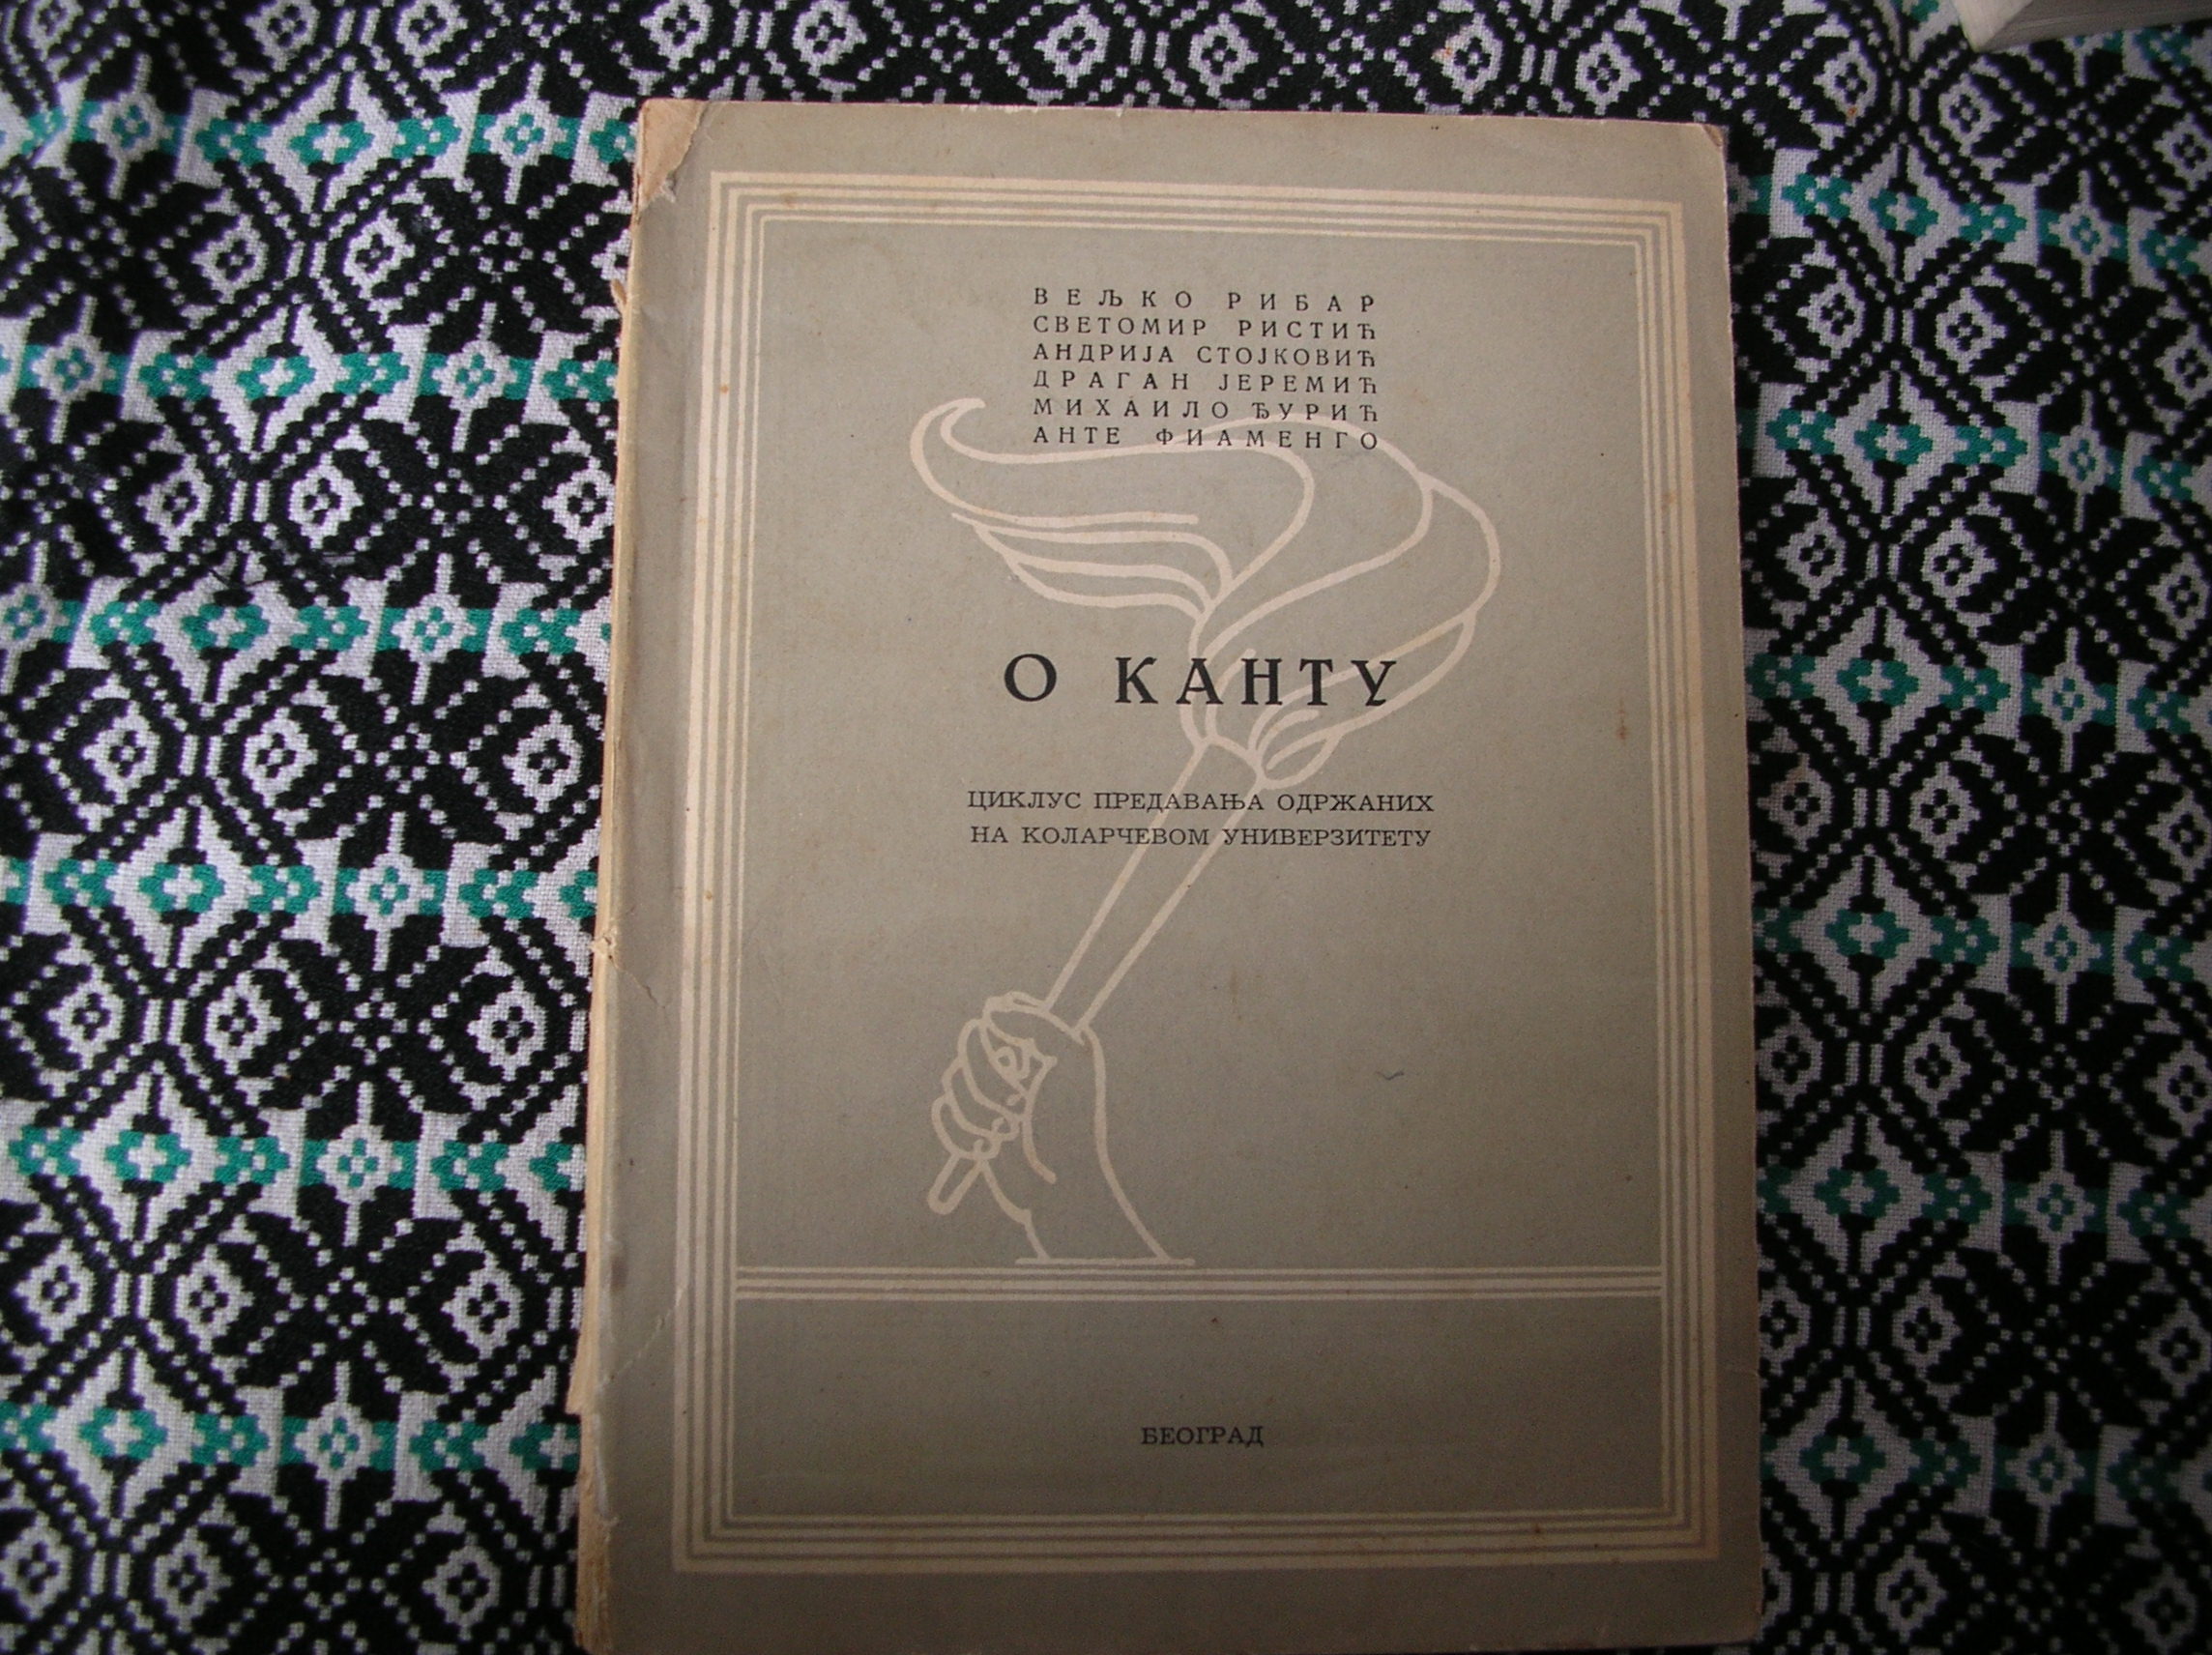 ВЕЉКО РИБАР
СВЕТОМИР РИСТИЋ
АНДРИЈА СТОЈКОВИЋ
ДРАГАН ЈЕРЕМИЋ
МИХАИЛО ЂУРИЋ
АНТЕ ФИАМЕНГО
О КАНТУ
ЦИКЛУС ПРЕДАВАЊА ОДРЖАНИХ
НА КОЛАРЧЕВОМ УНИВЕРЗИТЕТУ
БЕОГРАД